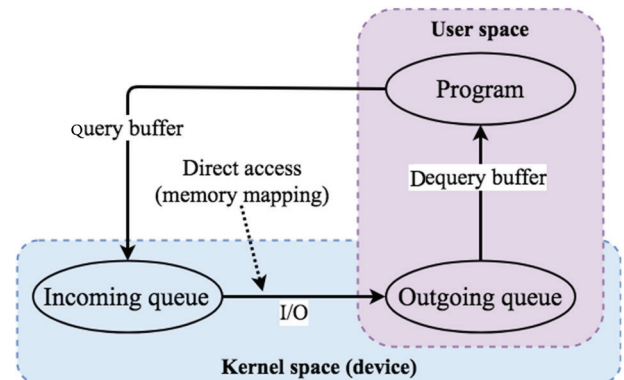 User space
Program
Query buffer
Direct access
(memory mapping)
Dequery buffer
Incoming queue
I/O
Outgoing queue
Kernel space (device)